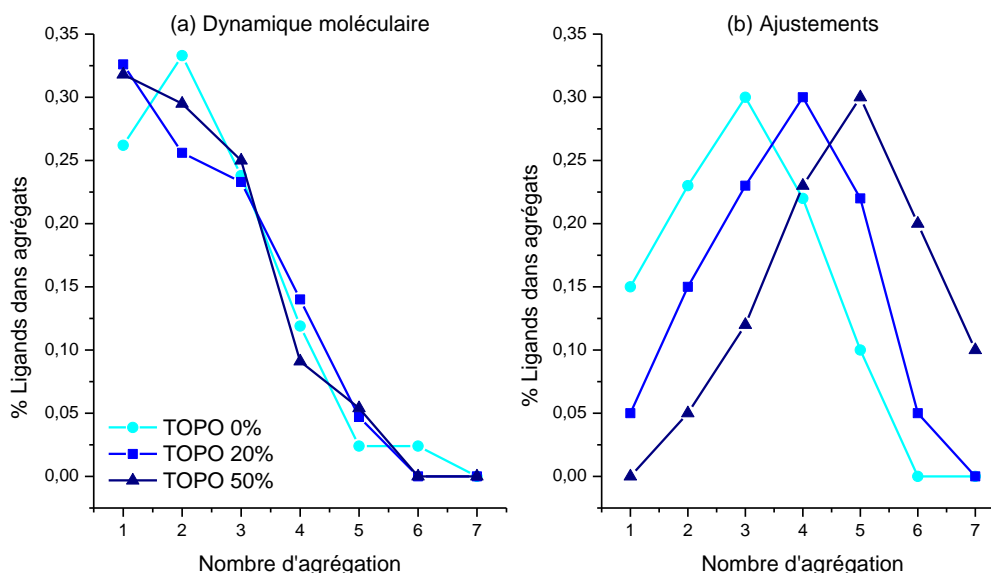 (a) Dynamique moléculaire
(b) Ajustements
0,35
0,30
0,25
0,20
0,15
0,10
0,05
0,00
% Ligands dans agrégats
TOPO 0%
TOPO 20%
TOPO 50%
1 2 3 4 5 6 7
Nombre d'agrégation
0,35
0,30
0,25
0,20
0,15
0,10
0,05
0,00
% Ligands dans agrégats
1 2 3 4 5 6 7
Nombre d'agrégation